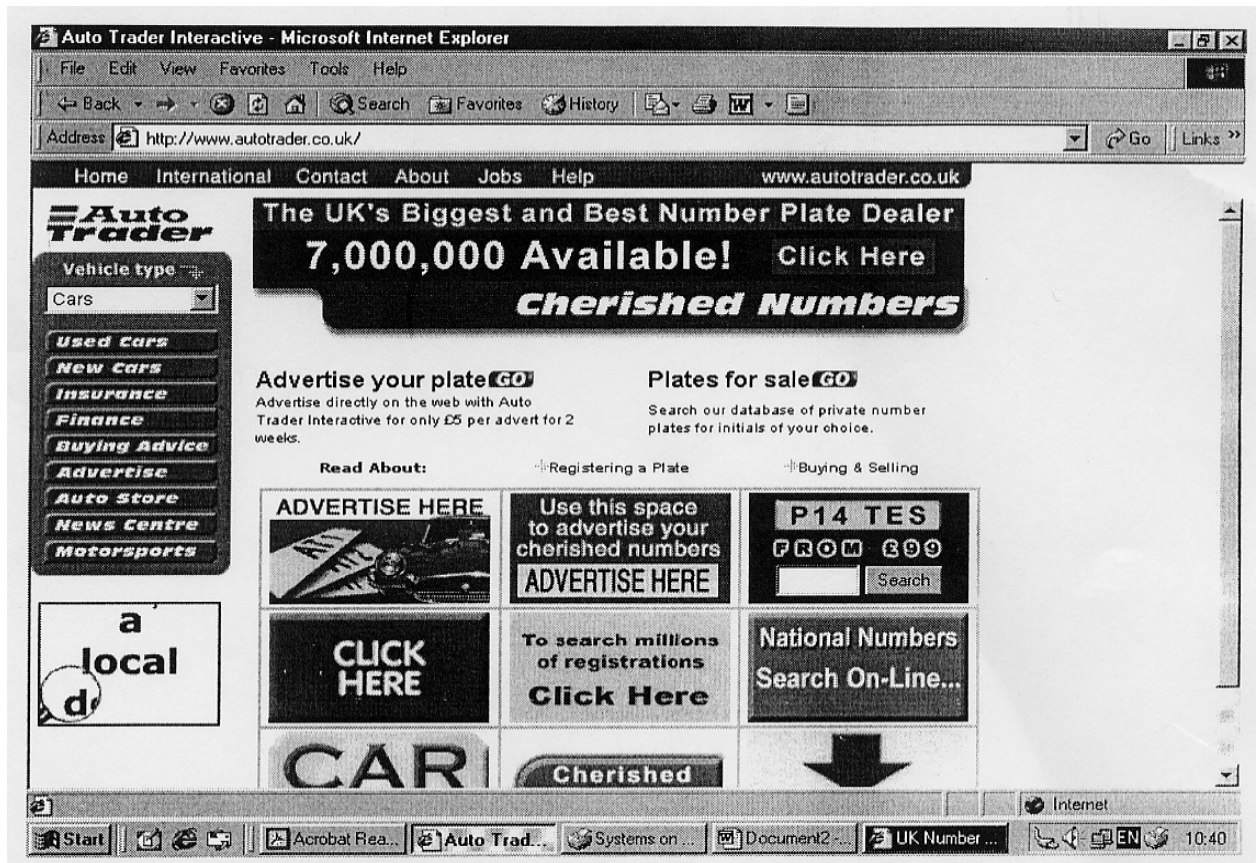 Auto Trader Interactive - Microsoft Internet Explorer
File Edit View Favorites Tools Help
Back Search Favorites History
Address http://www.autotrader.co.uk/ Go Links »
Home International Contact About Jobs Help www.autotrader.co.uk
Auto
Trader
Vehicle type
Cars
Used Cars
New Cars
Insurance
Finance
Buying Advice
Advertise
Auto Store
News Centre
Motorsports
a
local
The UK's Biggest and Best Number Plate Dealer
7,000,000 Available! Click Here
Cherished Numbers
Advertise your plate GO
Advertise directly on the web with Auto
Trader Interactive for only £5 per advert for 2
weeks.
Plates for sale GO
Search our database of private number
plates for initials of your choice.
Read About: Registering a Plate Buying & Selling
ADVERTISE HERE
Use this space
to advertise your
cherished numbers
ADVERTISE HERE
P14 TES
FROM £99
Search
CLICK
HERE
To search millions
of registrations
Click Here
National Numbers
Search On-Line...
CAR
Cherished
Internet
Start Acrobat Rea... Auto Trad... Systems on ... Document2 -... UK Number ... EN 10:40